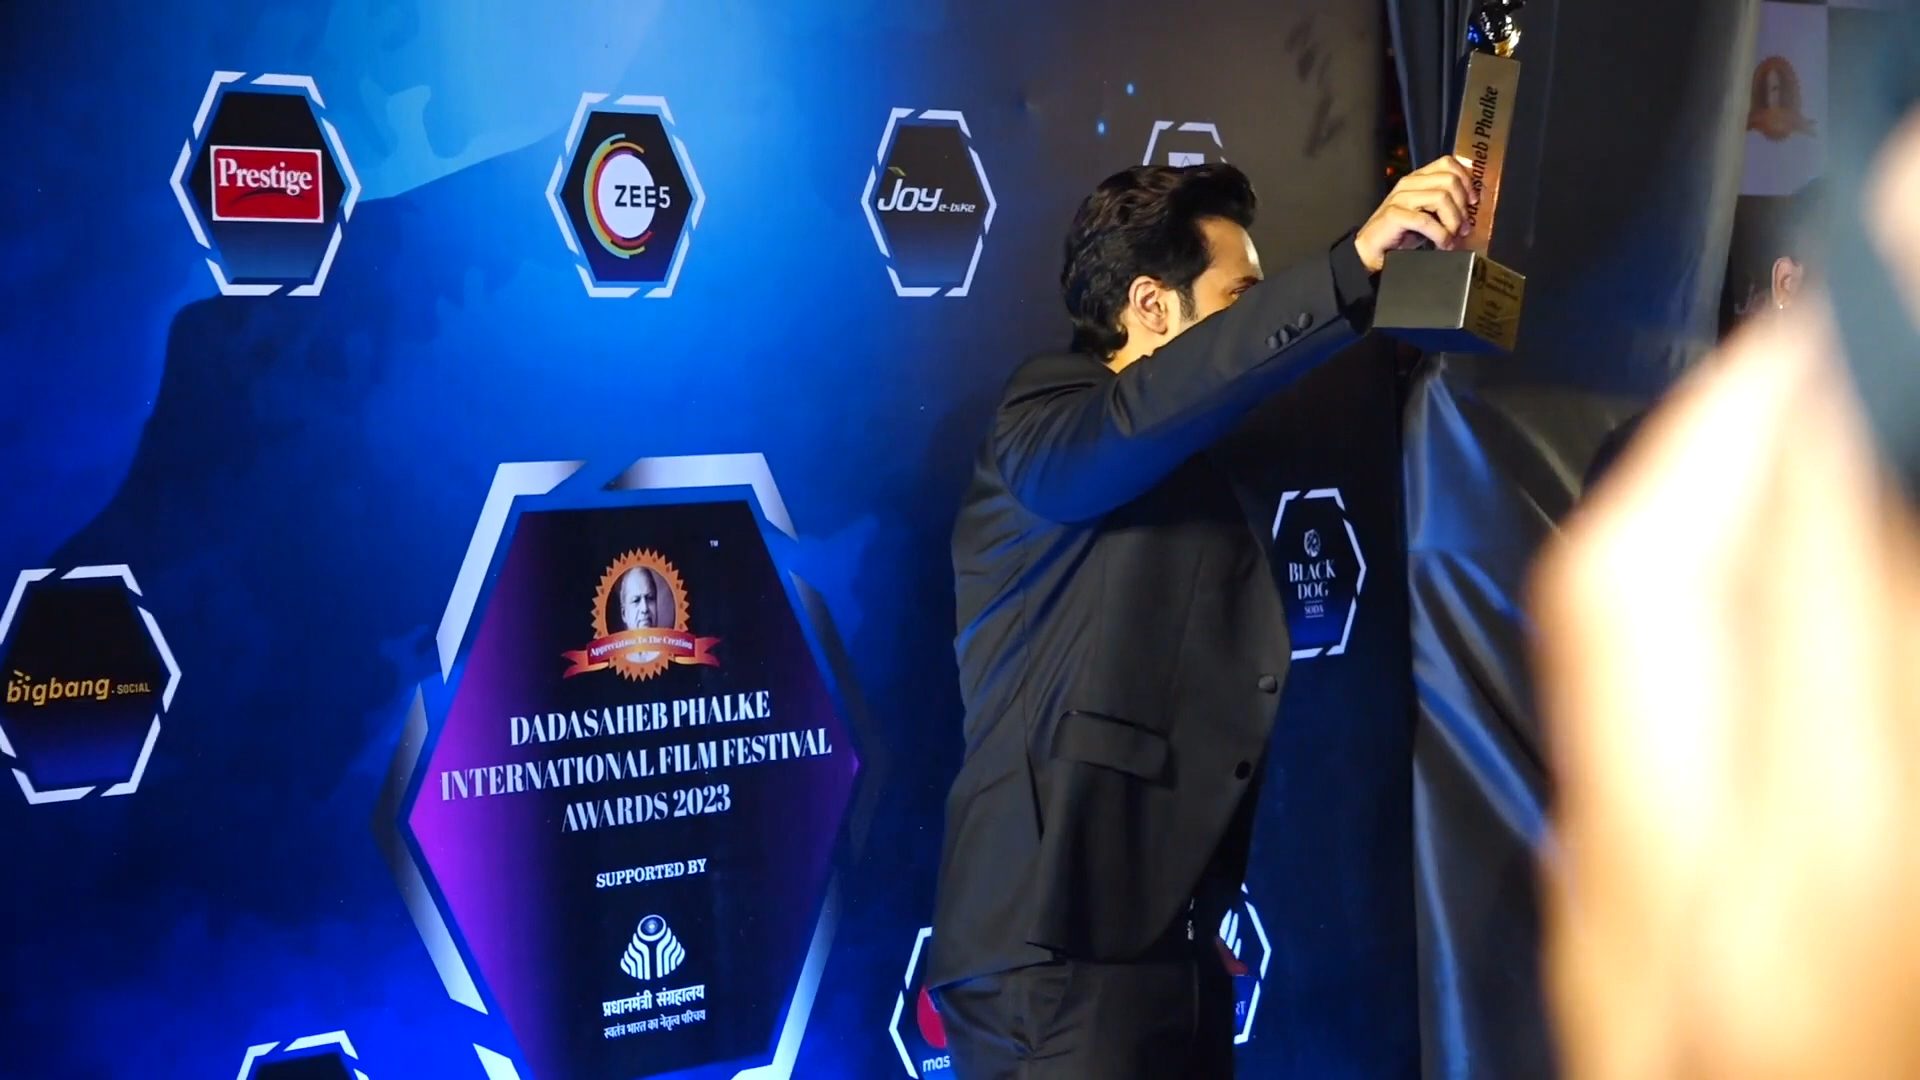 Prestige
ZEE5
Joy e-bike
Dadasaheb Phalke
BLACK
DOG
SODA
bigbang.SOCIAL
TM
Appreciation To The Creation
DADASAHEB PHALKE
INTERNATIONAL FILM FESTIVAL
AWARDS 2023
SUPPORTED BY
प्रधानमंत्री संग्रहालय
स्वतंत्र भारत का नेतृत्व परिचय
mas